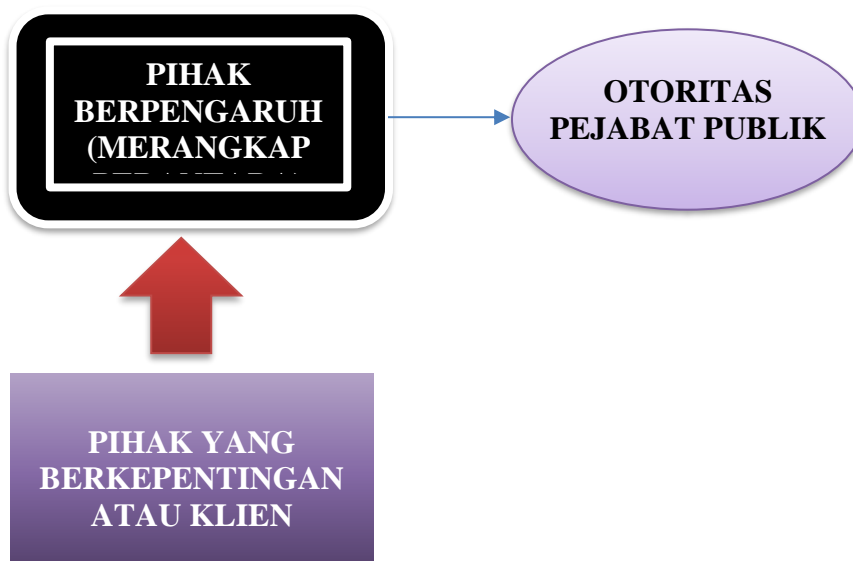 PIHAK
BERPENGARUH
(MERANGKAP
OTORITAS
PEJABAT PUBLIK
PIHAK YANG
BERKEPENTINGAN
ATAU KLIEN